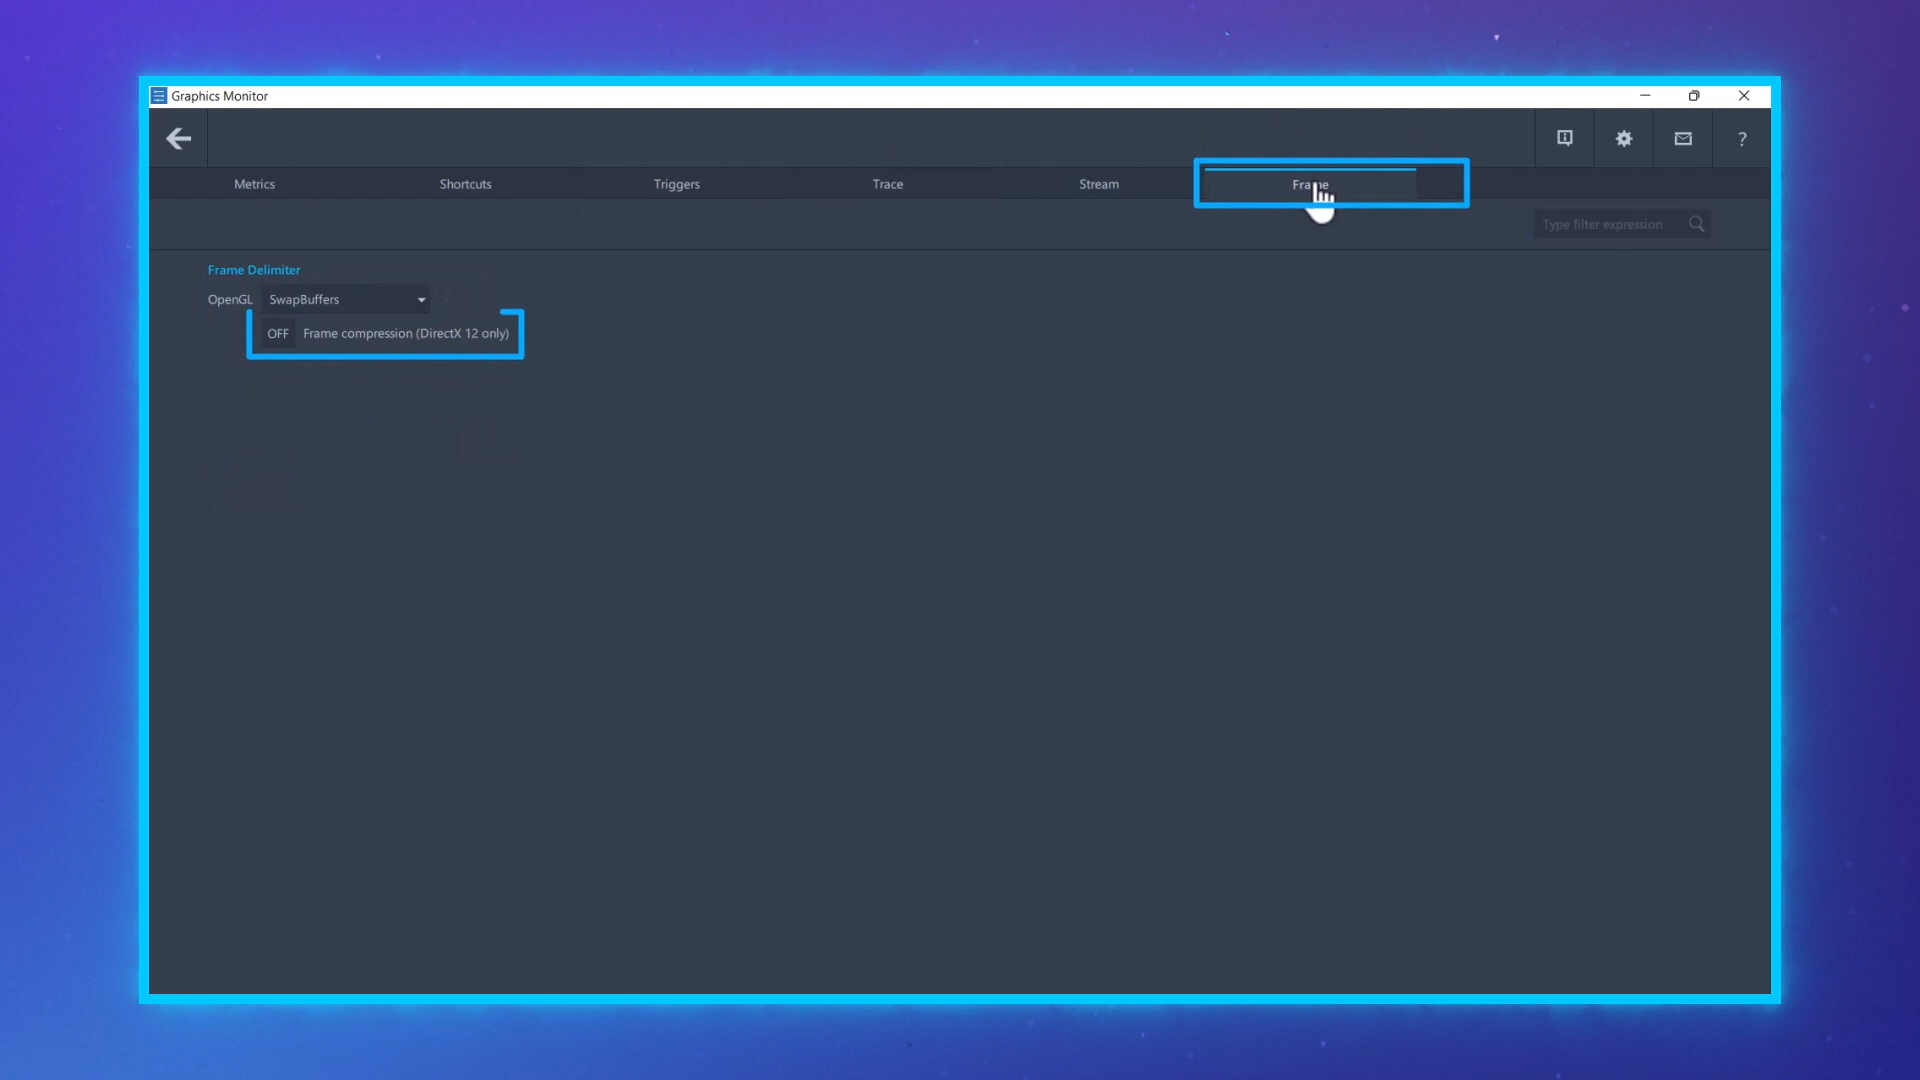 Graphics Monitor
?
Metrics Shortcuts Triggers Trace Stream Frame
Type filter expression
Frame Delimiter
OpenGL SwapBuffers
OFF Frame compression (DirectX 12 only)